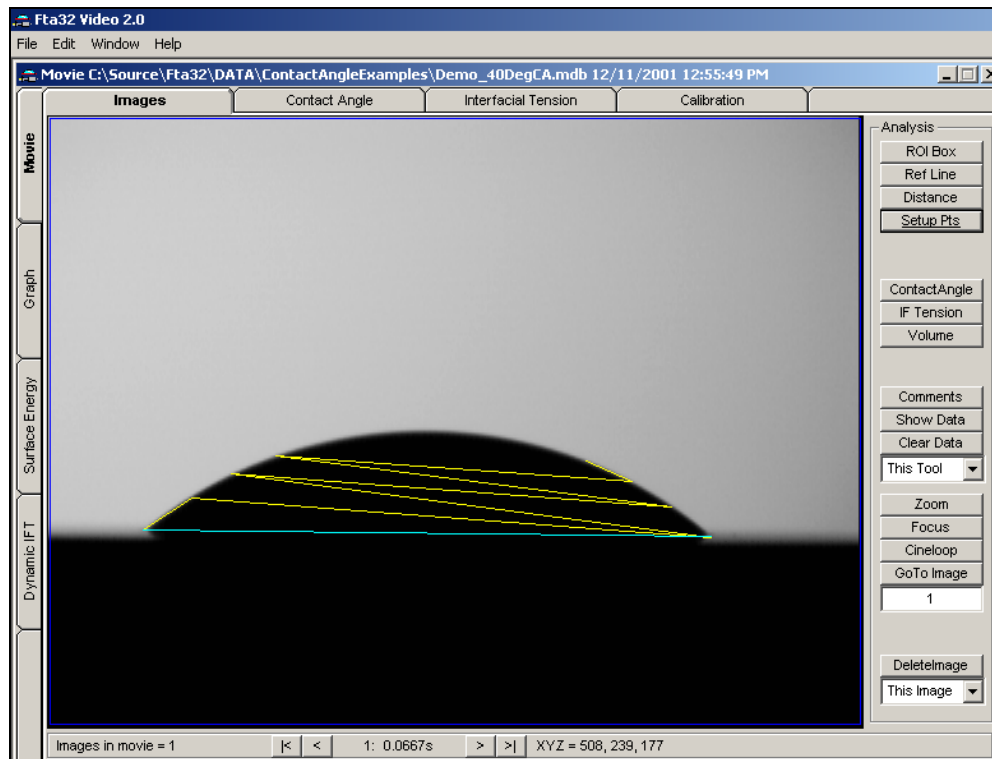 Fta32 Video 2.0
File Edit Window Help
Movie C:\Source\Fta32\DATA\ContactAngleExamples\Demo_40DegCA.mdb 12/11/2001 12:55:49 PM
Images Contact Angle Interfacial Tension Calibration
Movie
Graph
Surface Energy
Dynamic IFT
Analysis
ROI Box
Ref Line
Distance
Setup Pts
ContactAngle
IF Tension
Volume
Comments
Show Data
Clear Data
This Tool
Zoom
Focus
Cineloop
GoTo Image
1
DeleteImage
This Image
Images in movie = 1 |< < 1: 0.0667s > >| XYZ = 508, 239, 177